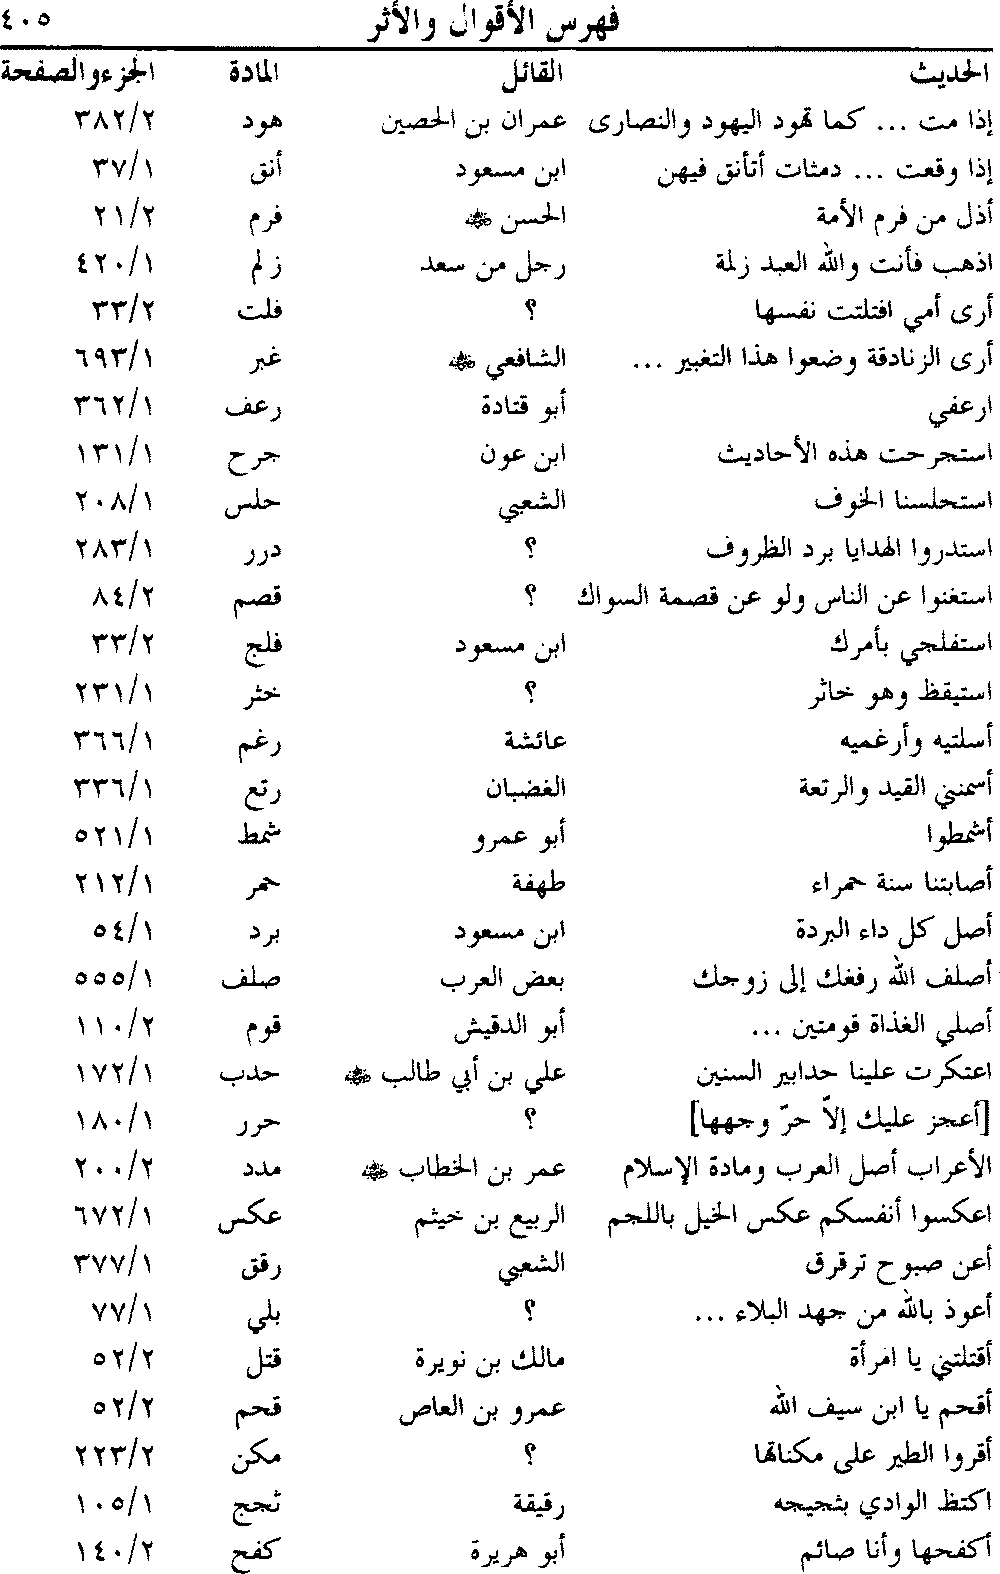 فهرس الأقوال والأثر ٤٠٥
الحديث القائل المادة الجزء والصفحة
إذا مت ... كما تهود اليهود والنصارى عمران بن الحصين هود ٣٨٢/٢
إذا وقعت ... دمثات أتأنق فيهن ابن مسعود أنق ٣٧/١
أذل من فرم الأمة الحسن ﷺ فرم ٢١/٢
اذهب فأنت والله العبد زلمة رجل من سعد زلم ٤٢٠/١
أرى أمي افتلتت نفسها ؟ فلت ٣٣/٢
أرى الزنادقة وضعوا هذا التغبير ... الشافعي غبر ٦٩٣/١
ارعفي أبو قتادة رعف ٣٦٢/١
استجرحت هذه الأحاديث ابن عون جرح ١٣١/١
استحلسنا الخوف الشعبي حلس ٢٠٨/١
استدروا الهدايا برد الظروف ؟ درر ٢٨٣/١
استغنوا عن الناس ولو عن قصمة السواك ؟ قصم ٨٤/٢
استفلجي بأمرك ابن مسعود فلج ٣٣/٢
استيقظ وهو خاثر ؟ خثر ٢٣١/١
أسلتيه وأرغميه عائشة رغم ٣٦٦/١
أسمنني القيد والرتعة الغضبان رتع ٣٣٦/١
أشمطوا أبو عمرو شمط ٥٢١/١
أصابتنا سنة حمراء طهفة حمر ٢١٢/١
أصل كل داء البردة ابن مسعود برد ٥٤/١
أصلف الله رفغك إلى زوجك بعض العرب صلف ٥٥٥/١
أصلي الغذاة قومتين ... أبو الدقيش قوم ١١٠/٢
اعتكرت علينا حدابير السنين علي بن أبي طالب حدب ١٧٢/١
[أعجز عليك إلاّ حرّ وجهها] ؟ حرر ١٨٠/١
الأعراب أصل العرب ومادة الإسلام عمر بن الخطاب مدد ٢٠٠/٢
اعكسوا أنفسكم عكس الخيل باللجم الربيع بن خيثم عكس ٦٧٢/١
أعن صبوح ترقرق الشعبي رقق ٣٧٧/١
أعوذ بالله من جهد البلاء ... ؟ بلي ٧٧/١
أقتلتني يا امرأة مالك بن نويرة قتل ٥٢/٢
أقحم يا ابن سيف الله عمرو بن العاص قحم ٥٢/٢
أقروا الطير على مكناتها ؟ مكن ٢٢٣/٢
اكتظ الوادي بثجيجه رقيقة ثجج ١٠٥/١
أكفحها وأنا صائم أبو هريرة كفح ١٤٠/٢